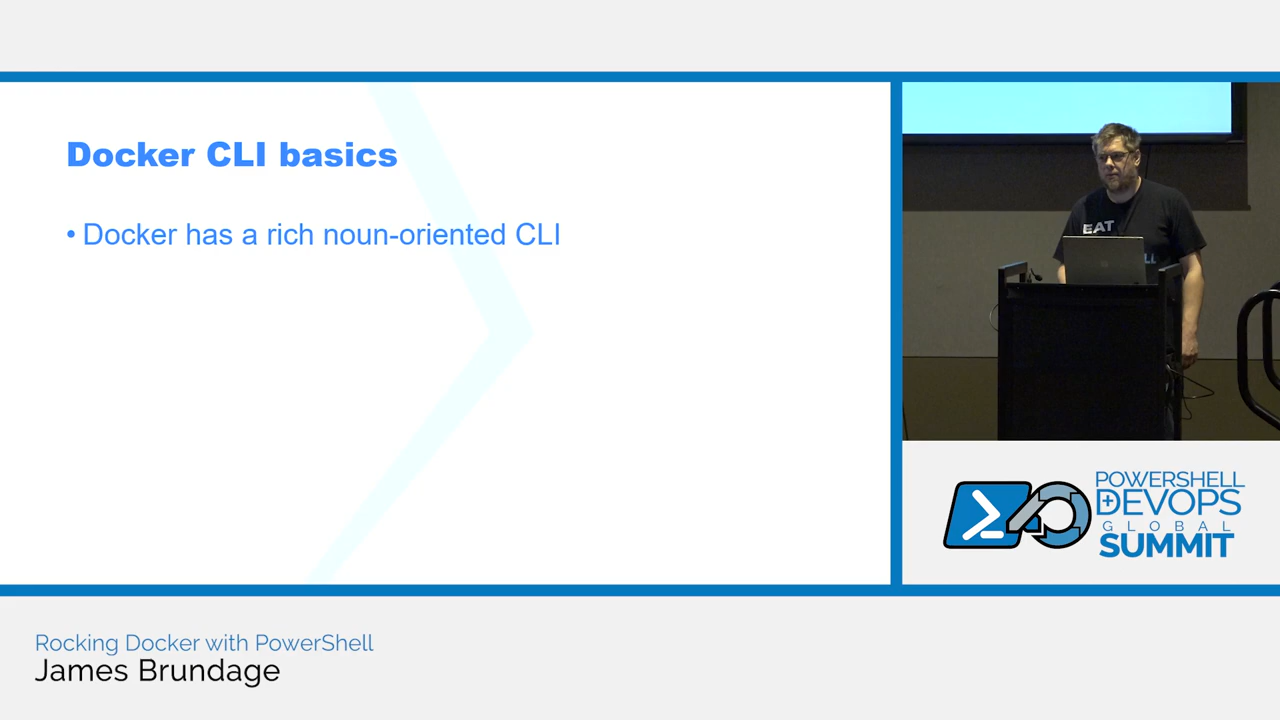 Docker CLI basics
• Docker has a rich noun-oriented CLI
EAT
LL
POWERSHELL
+DEVOPS
GLOBAL
SUMMIT
Rocking Docker with PowerShell
James Brundage